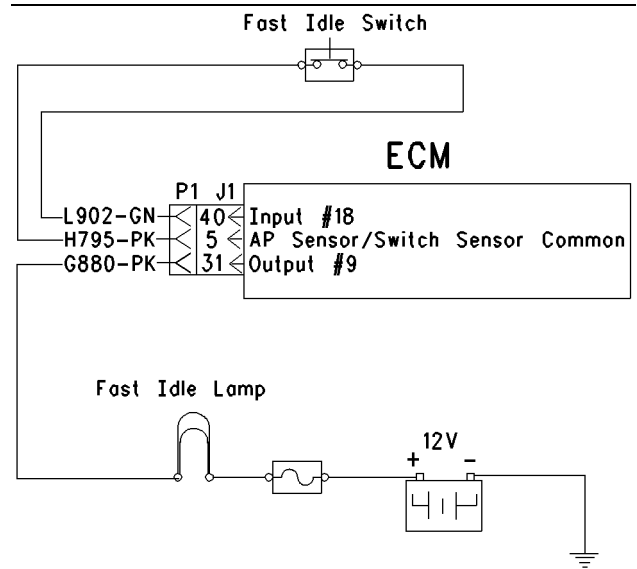 Fast Idle Switch
ECM
P1 J1
L902-GN 40 Input #18
H795-PK 5 AP Sensor/Switch Sensor Common
G880-PK 31 Output #9
Fast Idle Lamp
12V
+ -